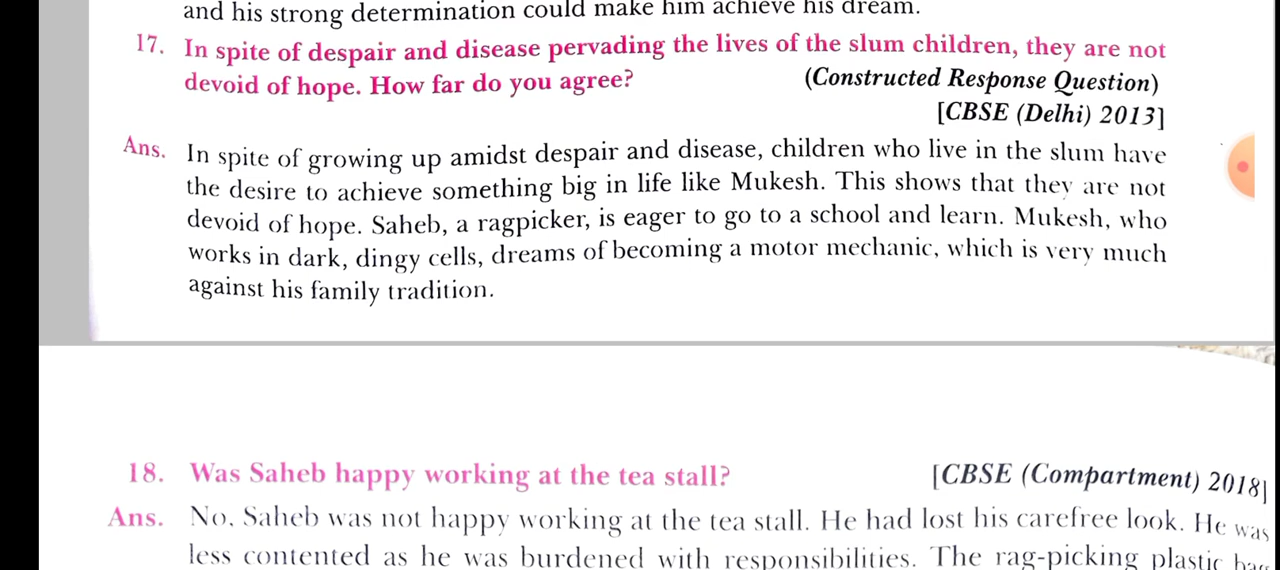 and his strong determination could make him achieve his dream.
17. In spite of despair and disease pervading the lives of the slum children, they are not
devoid of hope. How far do you agree? (Constructed Response Question)
[CBSE (Delhi) 2013]
Ans. In spite of growing up amidst despair and disease, children who live in the slum have
the desire to achieve something big in life like Mukesh. This shows that they are not
devoid of hope. Saheb, a ragpicker, is eager to go to a school and learn. Mukesh, who
works in dark, dingy cells, dreams of becoming a motor mechanic, which is very much
against his family tradition.
18. Was Saheb happy working at the tea stall? [CBSE (Compartment) 2018]
Ans. No, Saheb was not happy working at the tea stall. He had lost his carefree look. He was
less contented as he was burdened with responsibilities. The rag-picking plastic bag